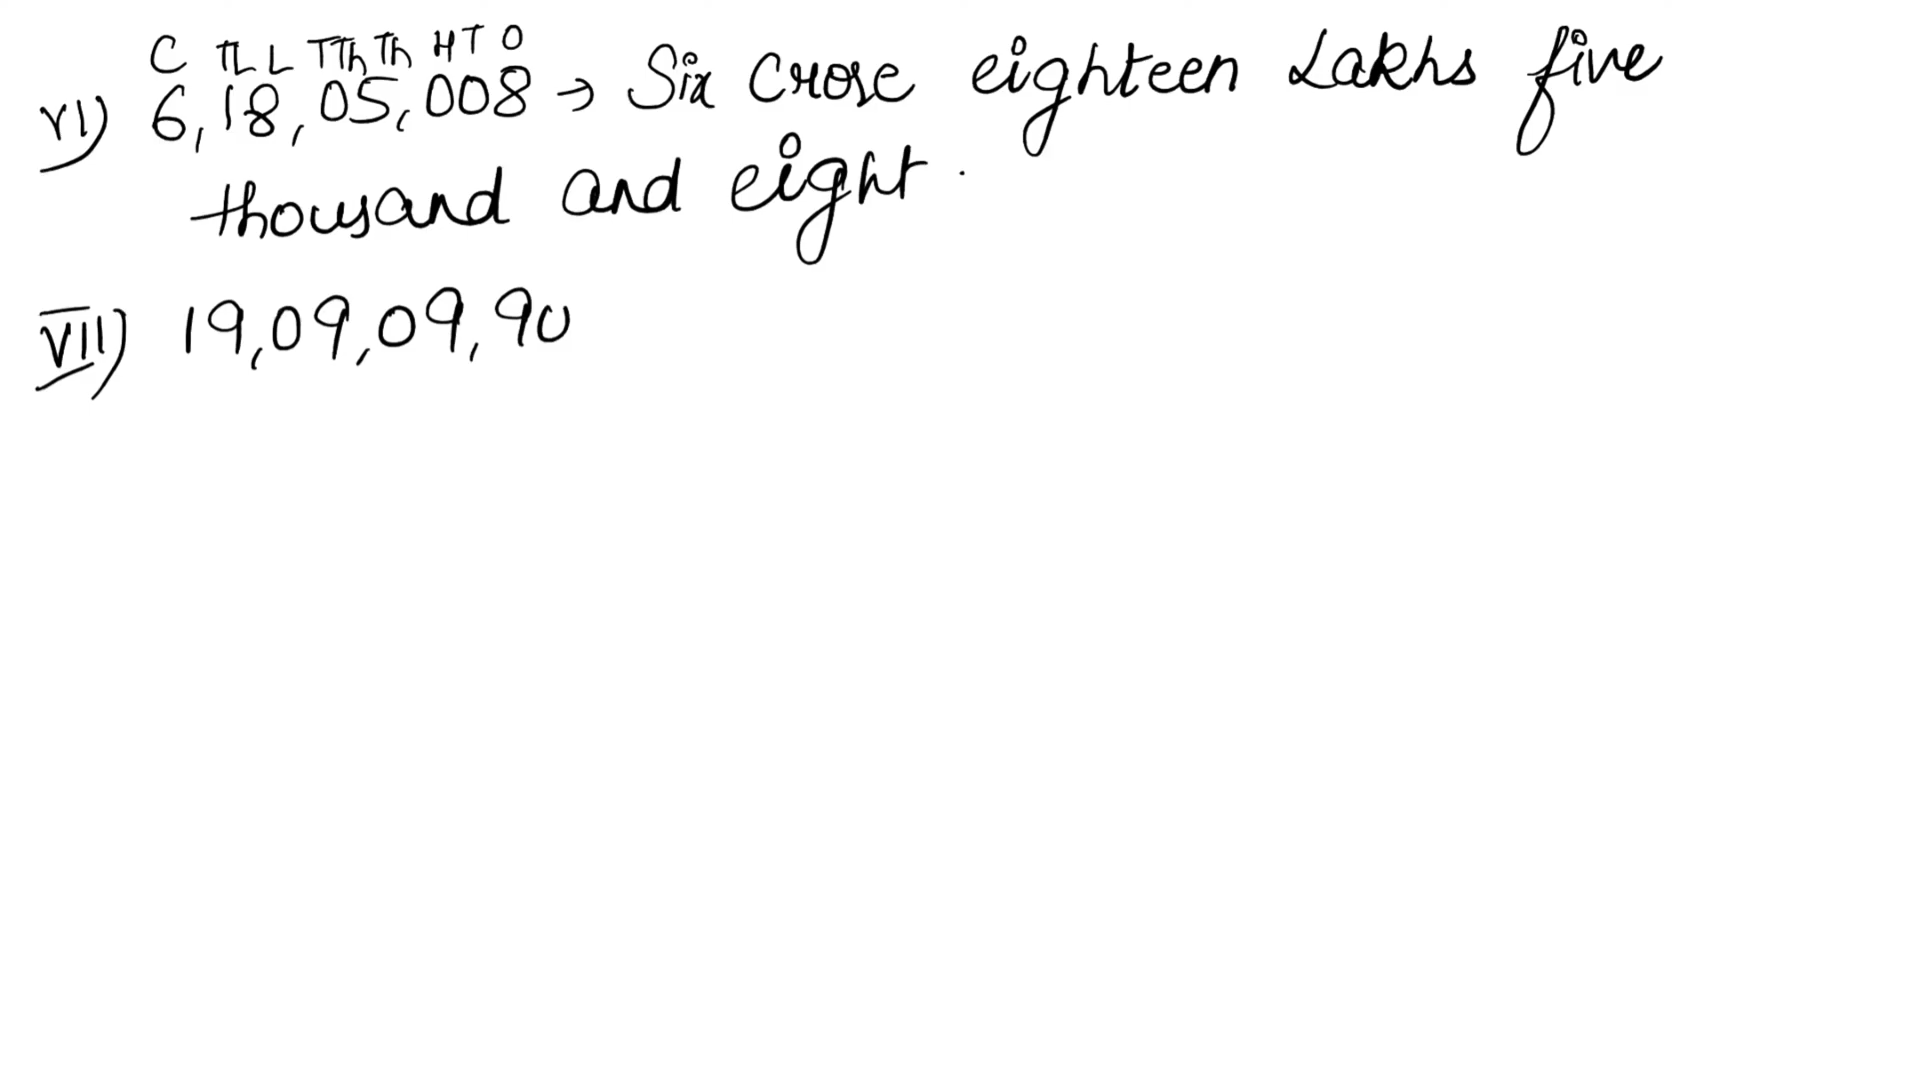 C TL L TTh Th H T O
vi) 6,18,05,008 → Six Crore eighteen Lakhs five
thousand and eight.
VII) 19,09,09,90